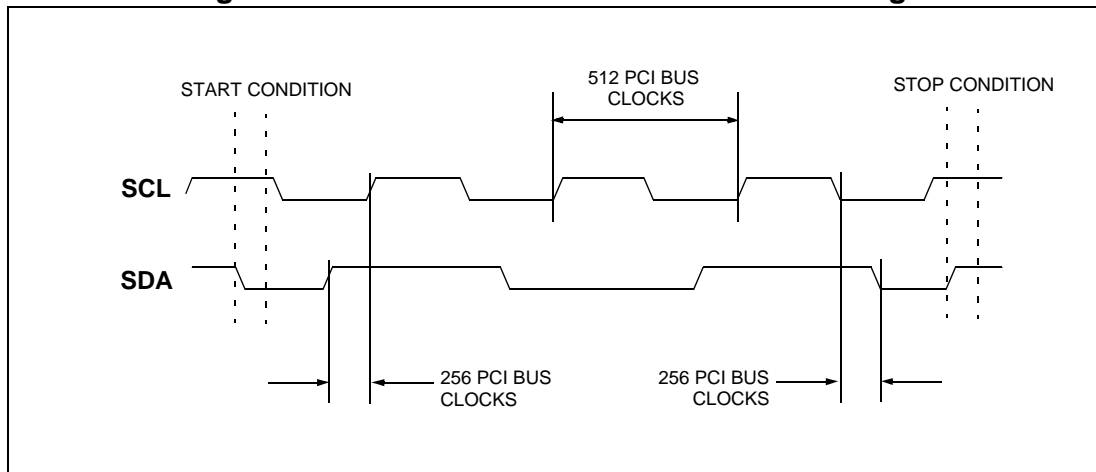 START CONDITION
512 PCI BUS
CLOCKS
STOP CONDITION
SCL
SDA
256 PCI BUS
CLOCKS
256 PCI BUS
CLOCKS